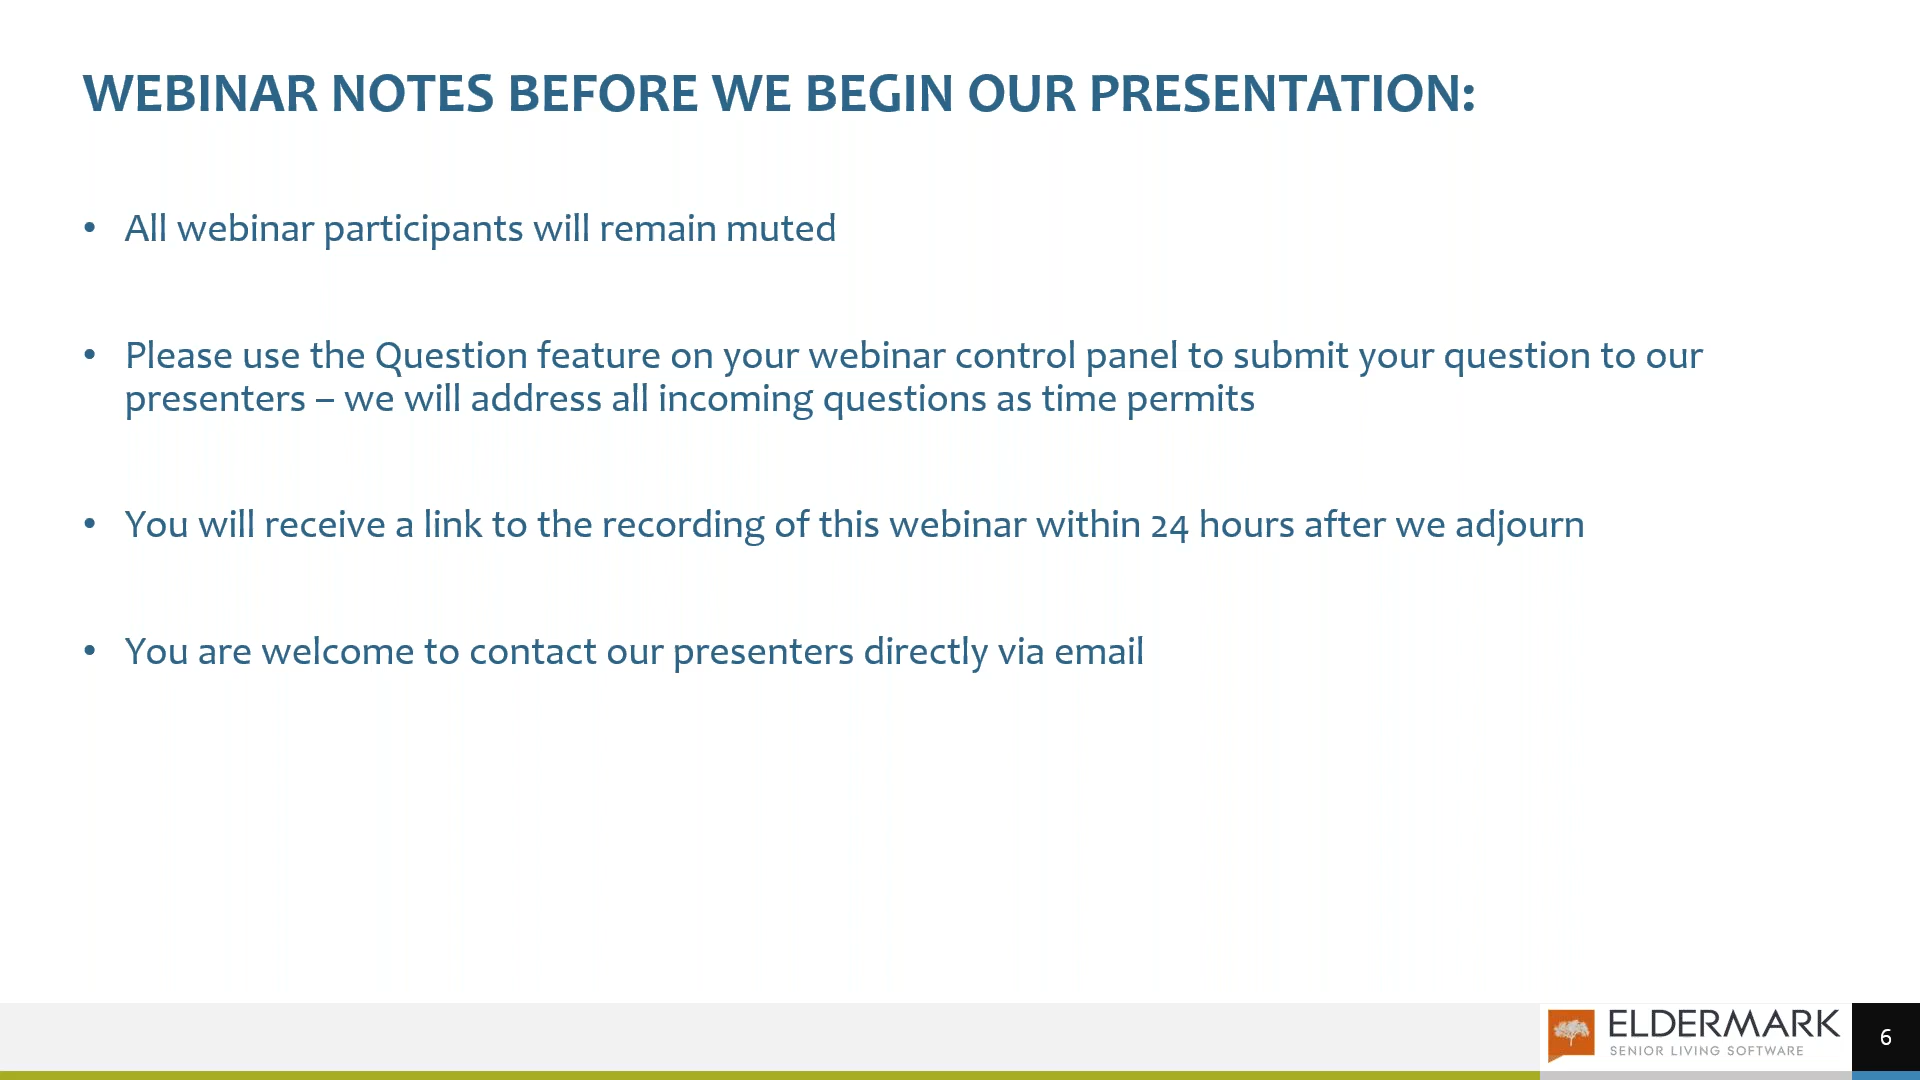 WEBINAR NOTES BEFORE WE BEGIN OUR PRESENTATION:
• All webinar participants will remain muted
• Please use the Question feature on your webinar control panel to submit your question to our
presenters – we will address all incoming questions as time permits
• You will receive a link to the recording of this webinar within 24 hours after we adjourn
• You are welcome to contact our presenters directly via email
ELDERMARK
SENIOR LIVING SOFTWARE
6